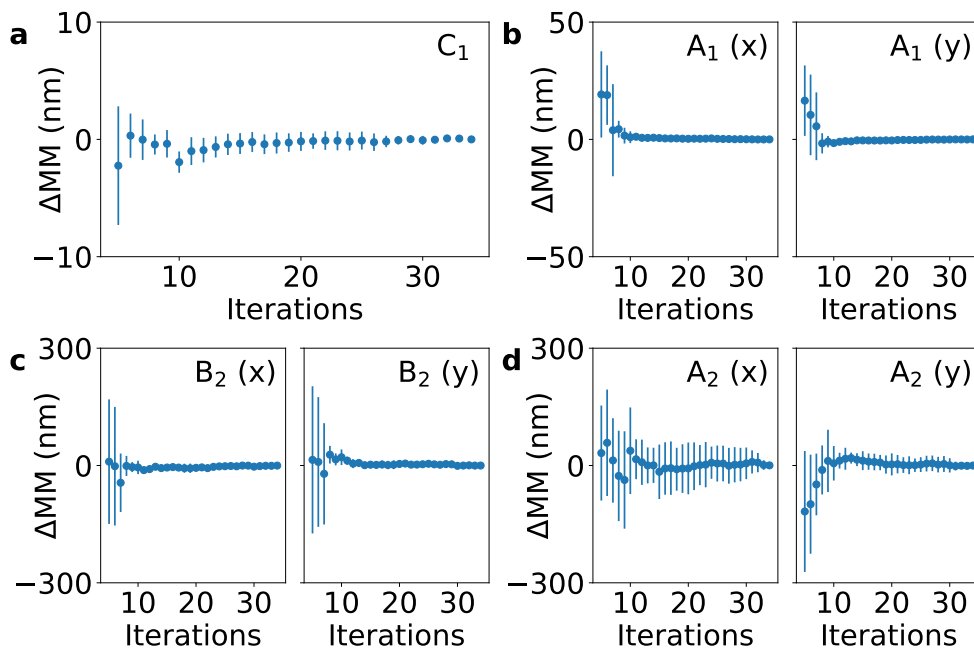 a
C₁
10
0
−10
ΔMM (nm)
10 20 30
Iterations
b
A₁ (x)
A₁ (y)
50
0
−50
ΔMM (nm)
10 20 30
10 20 30
Iterations
Iterations
c
B₂ (x)
B₂ (y)
300
0
−300
ΔMM (nm)
10 20 30
10 20 30
Iterations
Iterations
d
A₂ (x)
A₂ (y)
300
0
−300
ΔMM (nm)
10 20 30
10 20 30
Iterations
Iterations